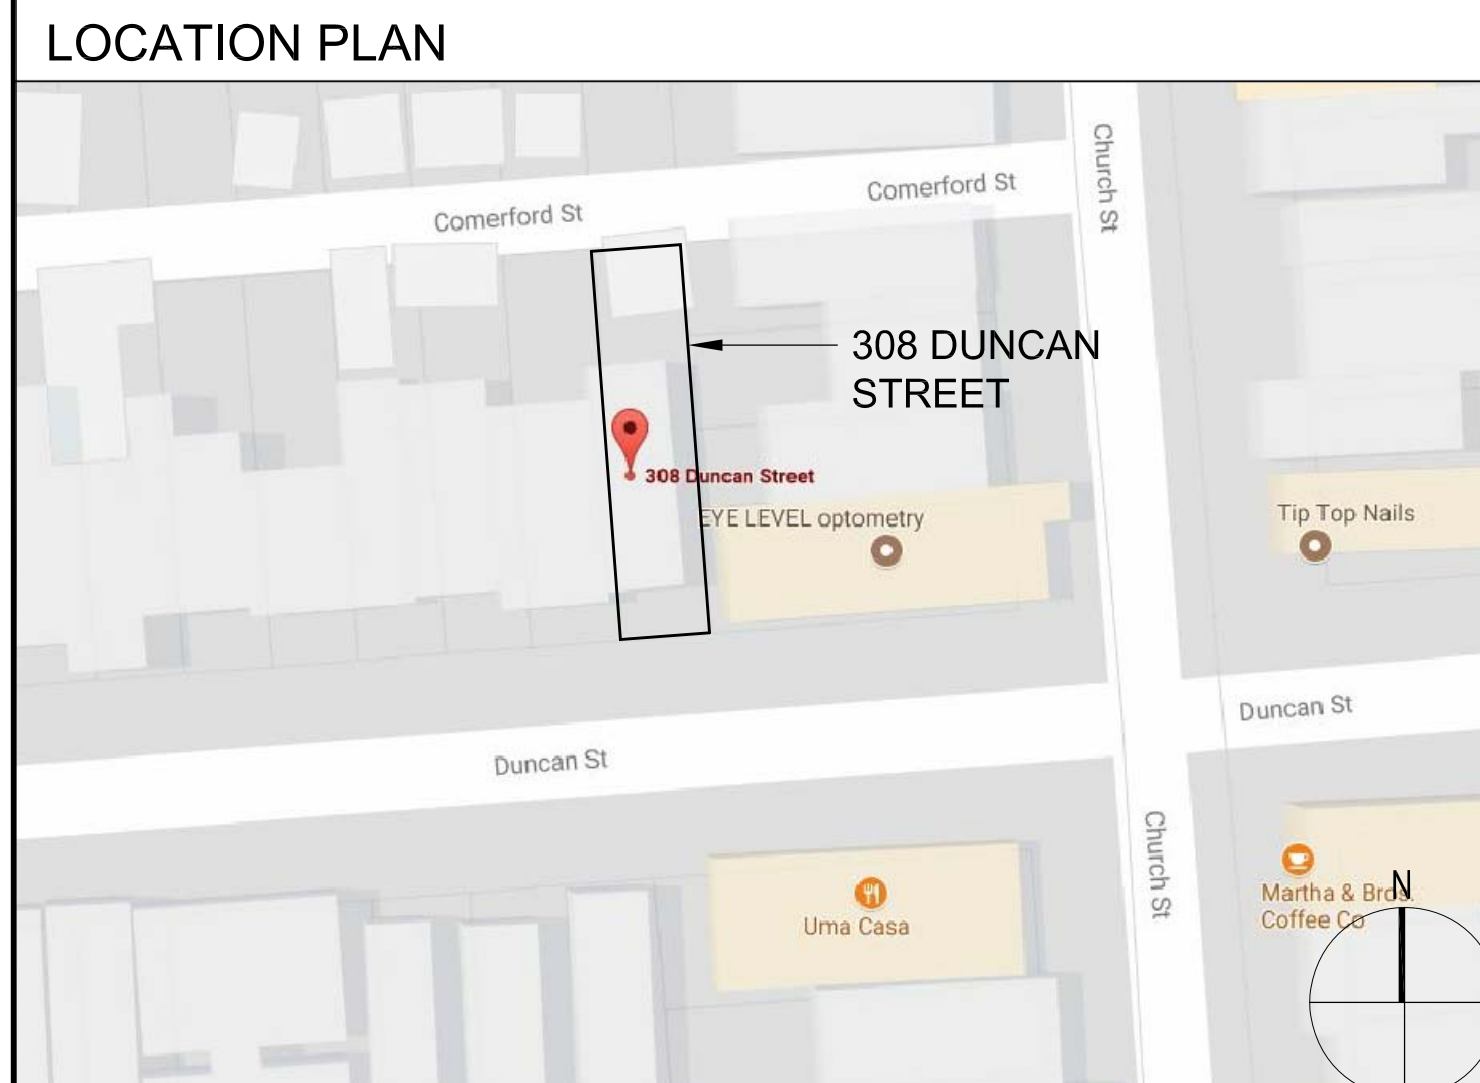 LOCATION PLAN
Comerford St
Comerford St
Church St
308 DUNCAN
STREET
308 Duncan Street
EYE LEVEL optometry
Tip Top Nails
Duncan St
Duncan St
Church St
Uma Casa
Martha & Bros.
Coffee Co
N